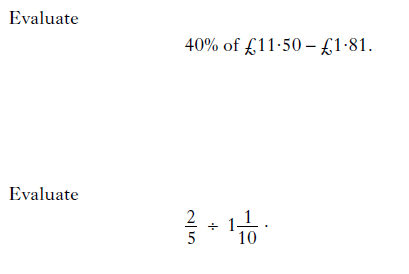 Evaluate
40% of £11·50 – £1·81.
Evaluate
2/5 ÷ 1 1/10 ·